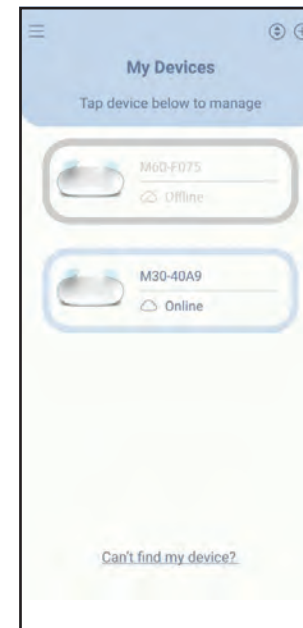 My Devices
Tap device below to manage
M60-F075
Offline
M30-40A9
Online
Can't find my device?